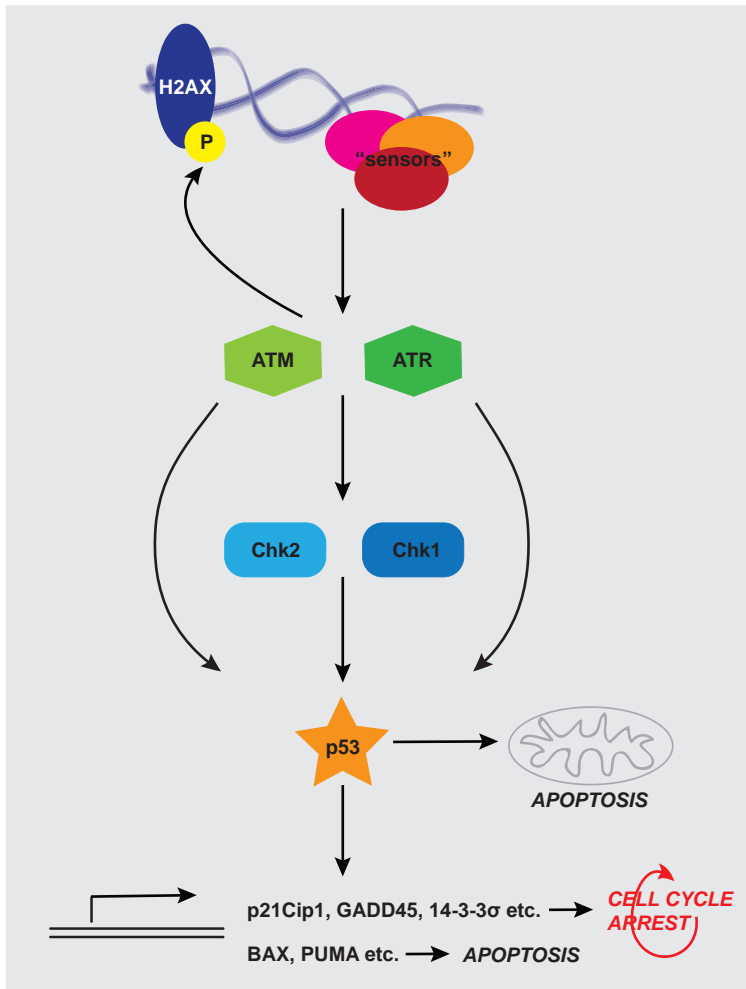 H2AX
P
“sensors”
ATM
ATR
Chk2
Chk1
p53
APOPTOSIS
p21Cip1, GADD45, 14-3-3σ etc.
CELL CYCLE
ARREST
BAX, PUMA etc.
APOPTOSIS